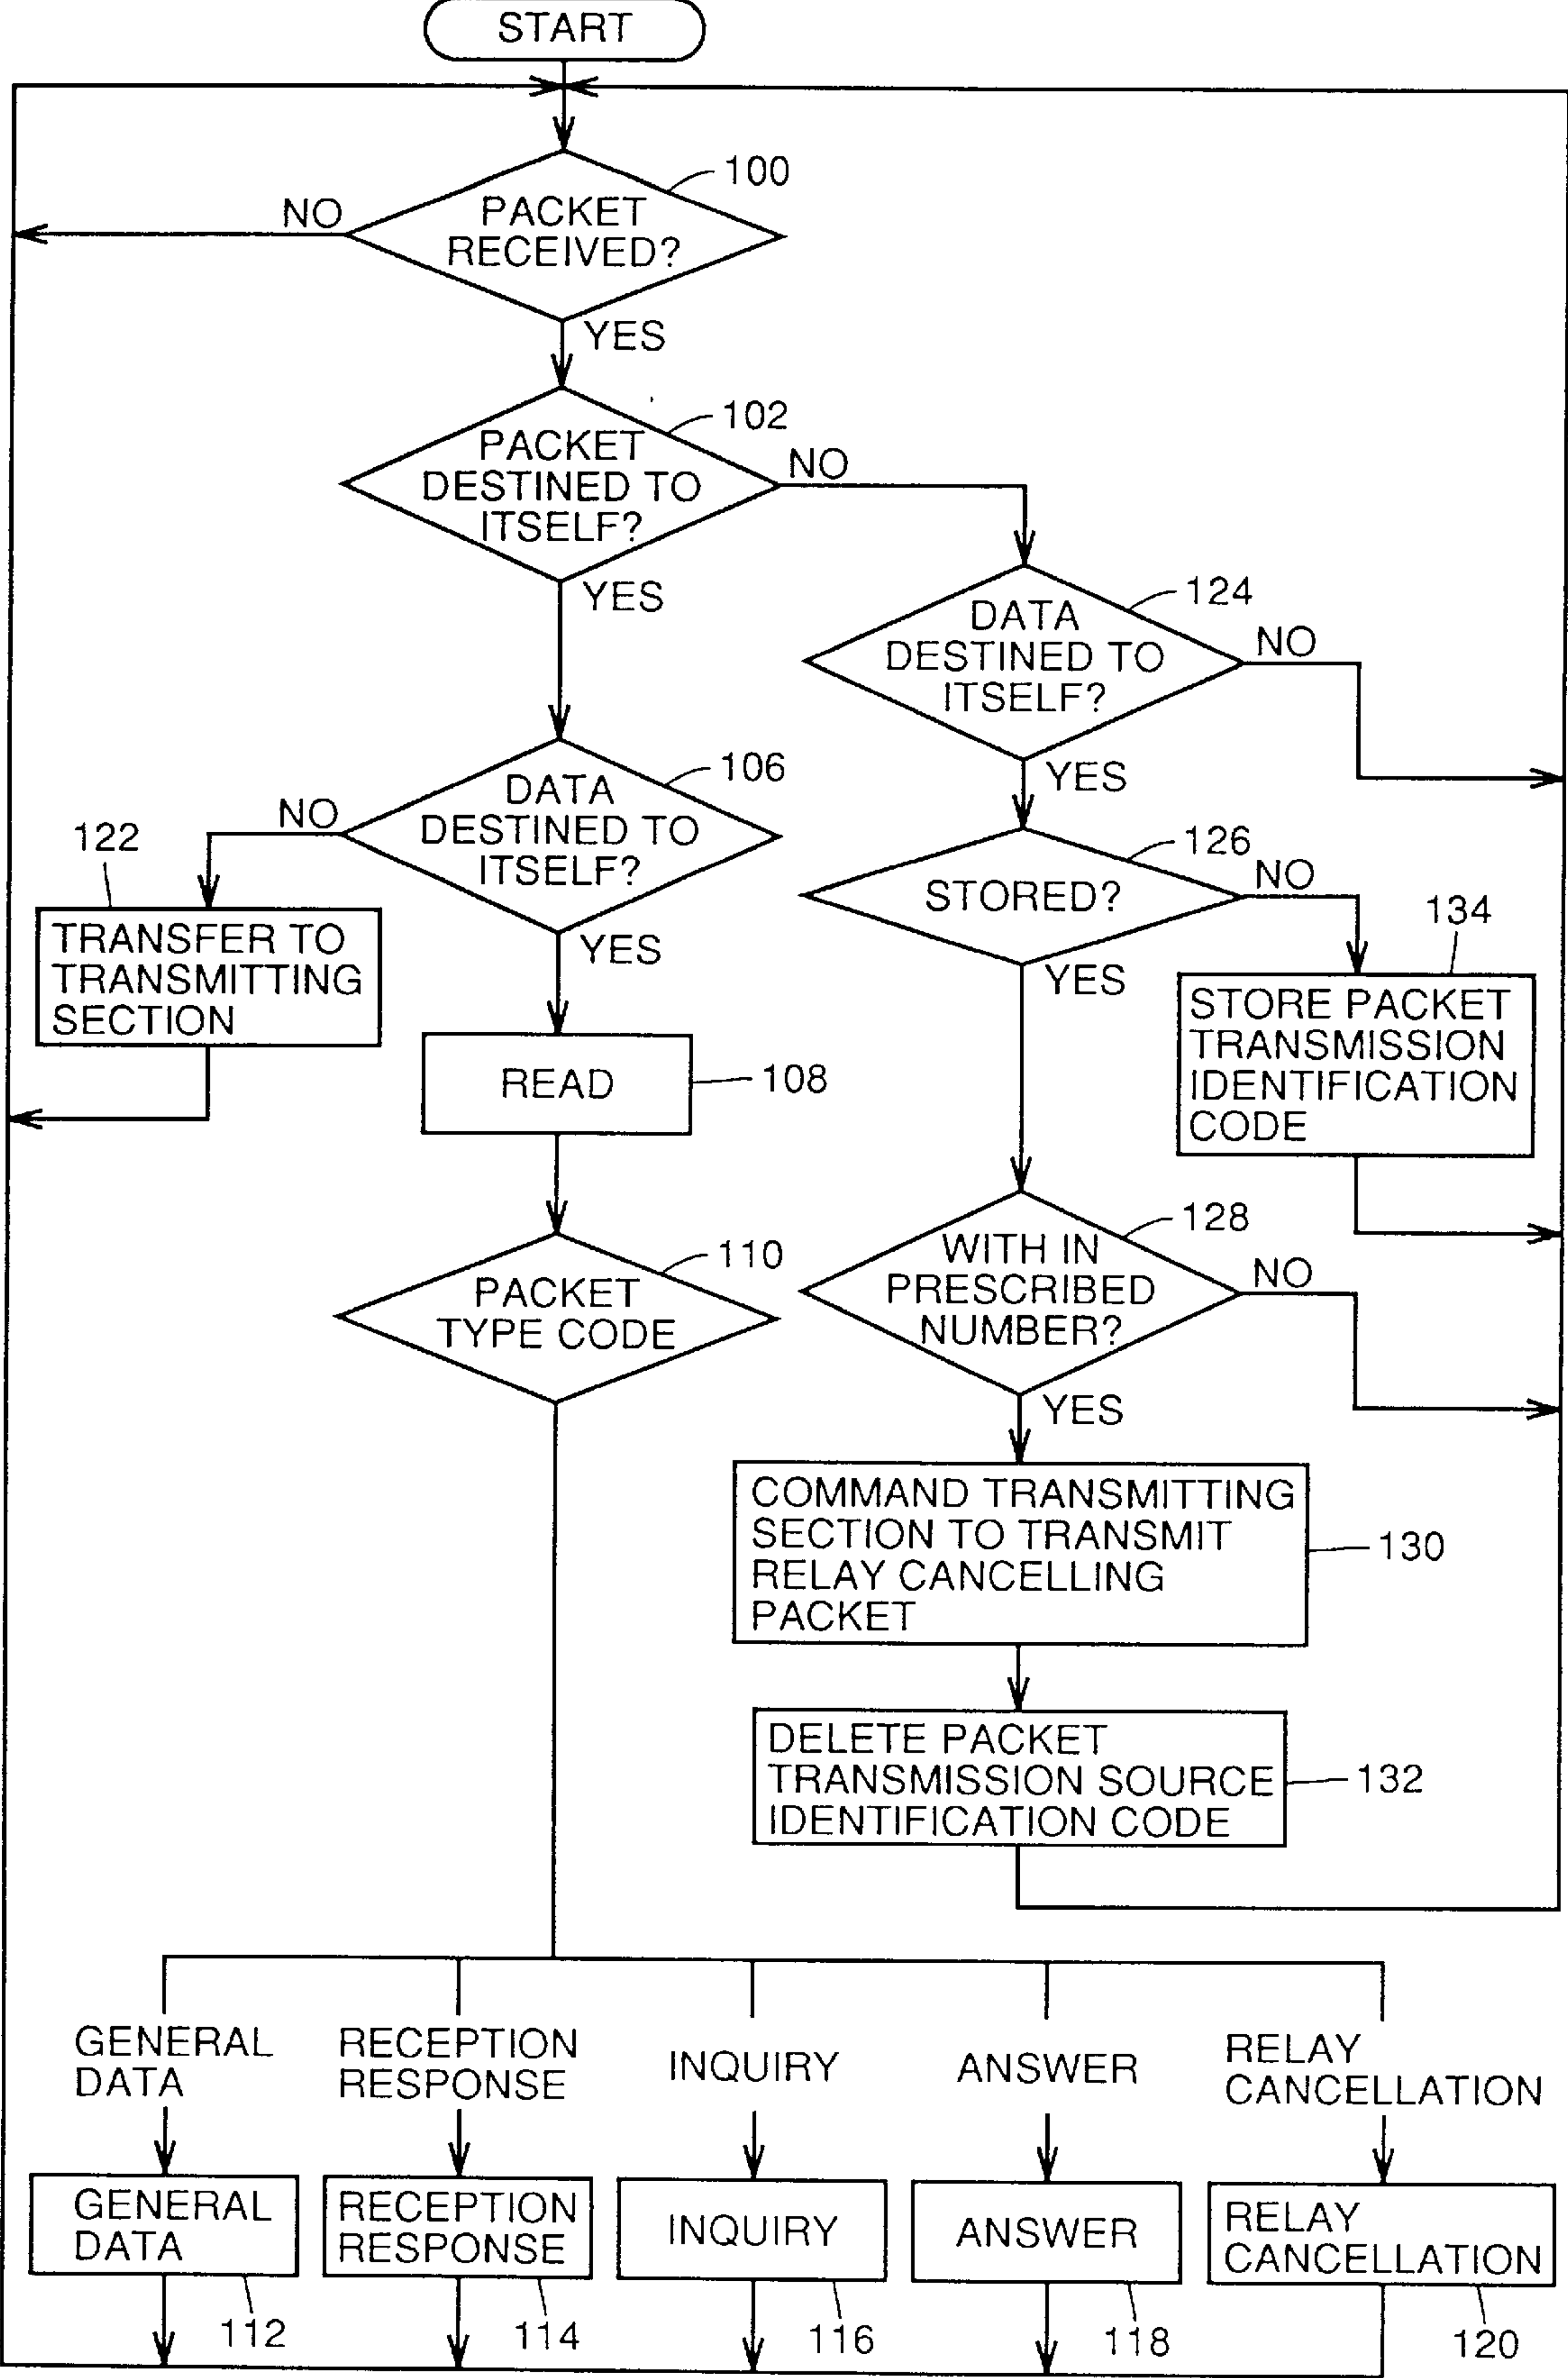 START
100
NO
PACKET
RECEIVED?
YES
102
PACKET
DESTINED TO
ITSELF?
NO
YES
124
DATA
DESTINED TO
ITSELF?
NO
YES
106
DATA
DESTINED TO
ITSELF?
NO
YES
122
TRANSFER TO
TRANSMITTING
SECTION
126
STORED?
NO
YES
134
STORE PACKET
TRANSMISSION
IDENTIFICATION
CODE
READ
108
110
PACKET
TYPE CODE
128
WITH IN
PRESCRIBED
NUMBER?
NO
YES
COMMAND TRANSMITTING
SECTION TO TRANSMIT
RELAY CANCELLING
PACKET
130
DELETE PACKET
TRANSMISSION SOURCE
IDENTIFICATION CODE
132
GENERAL
DATA
RECEPTION
RESPONSE
INQUIRY
ANSWER
RELAY
CANCELLATION
GENERAL
DATA
RECEPTION
RESPONSE
INQUIRY
ANSWER
RELAY
CANCELLATION
112
114
116
118
120